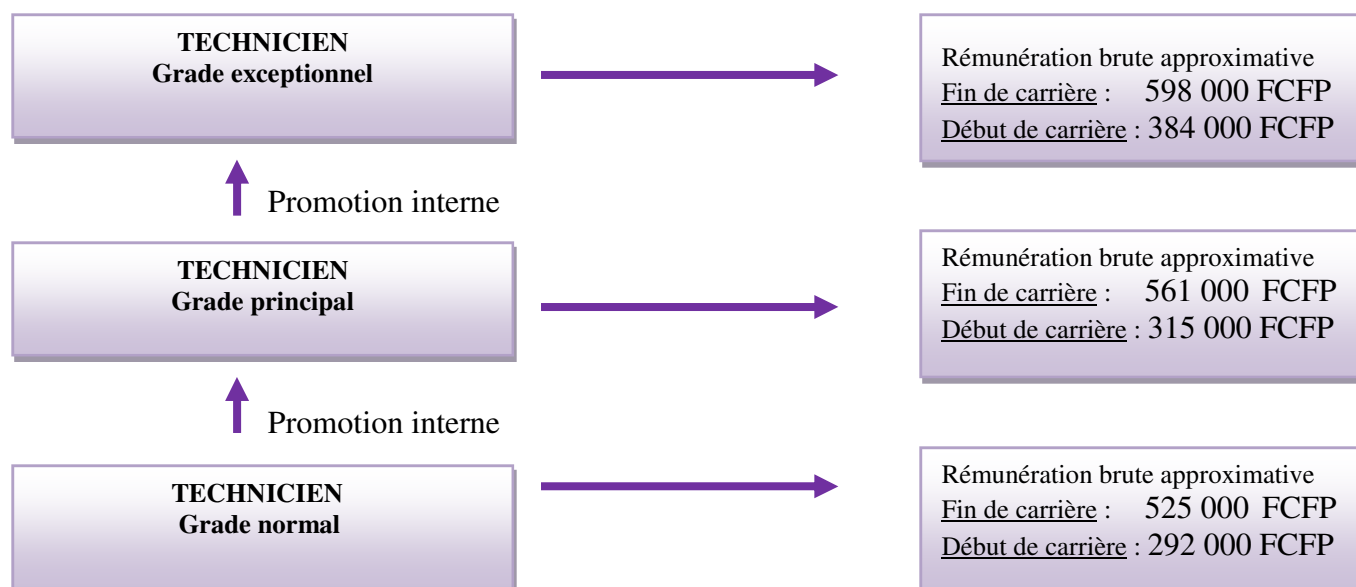 TECHNICIEN
Grade exceptionnel
Rémunération brute approximative
Fin de carrière : 598 000 FCFP
Début de carrière : 384 000 FCFP
Promotion interne
TECHNICIEN
Grade principal
Rémunération brute approximative
Fin de carrière : 561 000 FCFP
Début de carrière : 315 000 FCFP
Promotion interne
TECHNICIEN
Grade normal
Rémunération brute approximative
Fin de carrière : 525 000 FCFP
Début de carrière : 292 000 FCFP